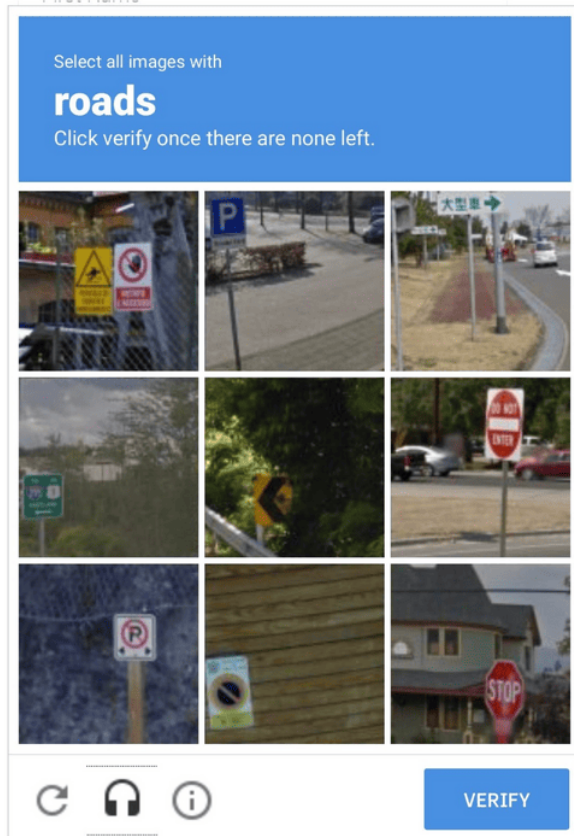 Select all images with
roads
Click verify once there are none left.
P
大型車
DO NOT
ENTER
P
STOP
VERIFY